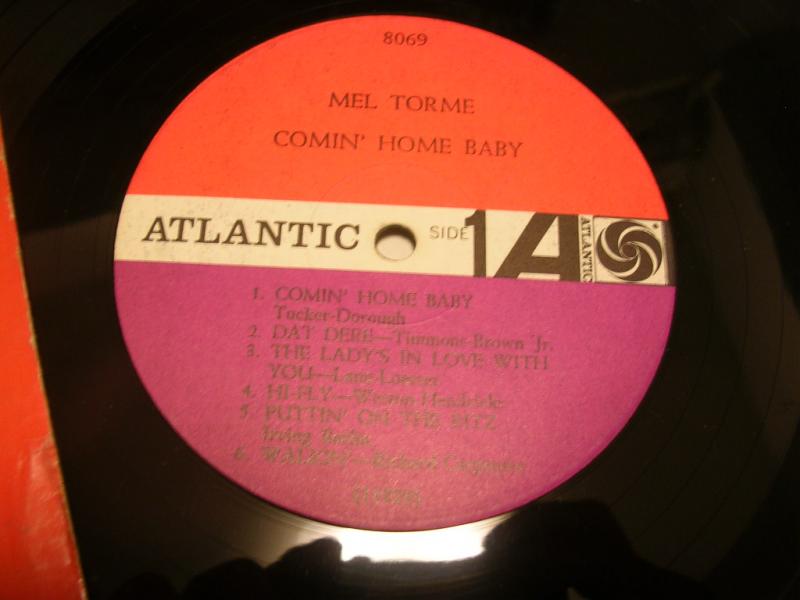 8069
MEL TORME
COMIN' HOME BABY
ATLANTIC SIDE 1 A ATLANTIC
1. COMIN' HOME BABY
Tucker-Dorough
2. DAT DERE—Timmons-Brown Jr.
3. THE LADY'S IN LOVE WITH
YOU—Lane-Loesser
4. HI-FLY—Weston-Hendricks
5. PUTTIN' ON THE RITZ
Irving Berlin
6. WALKIN'—Richard Carpenter